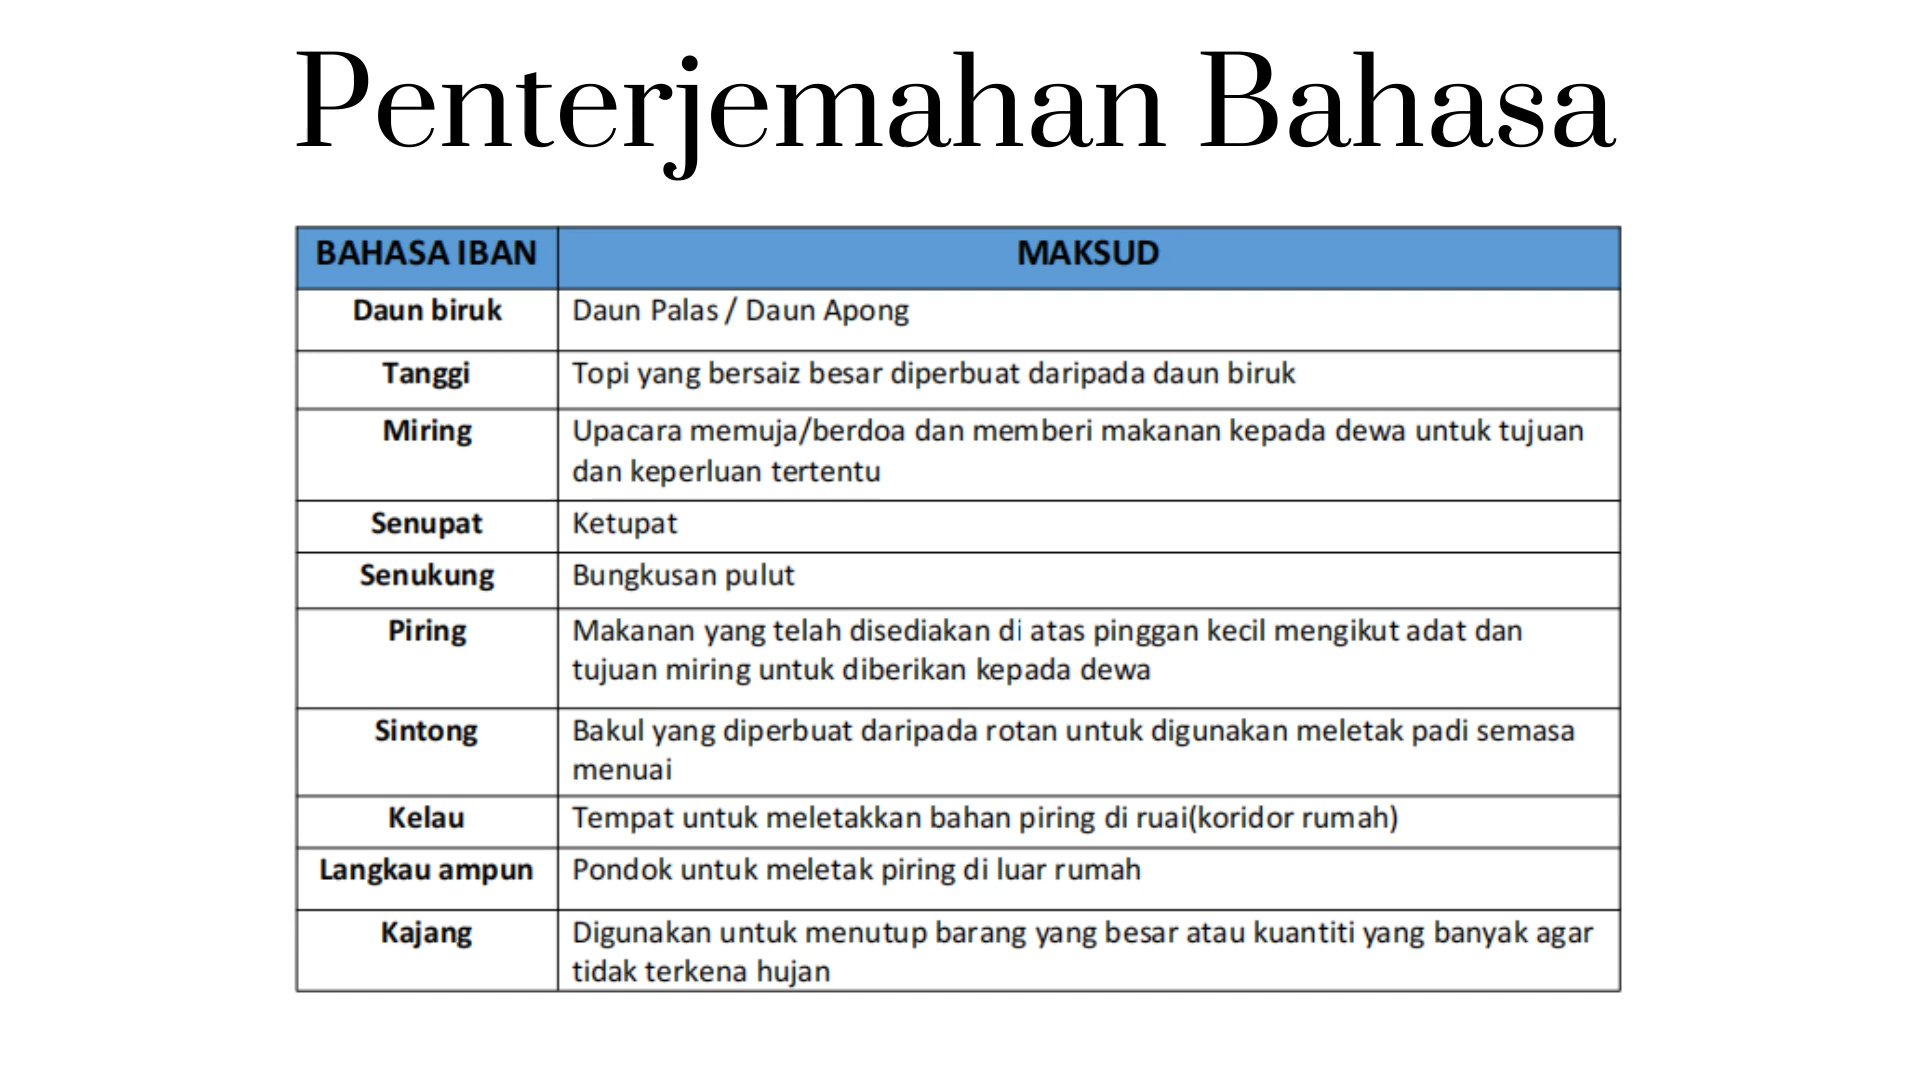 Penterjemahan Bahasa
BAHASA IBAN MAKSUD
Daun biruk Daun Palas / Daun Apong
Tanggi Topi yang bersaiz besar diperbuat daripada daun biruk
Miring Upacara memuja/berdoa dan memberi makanan kepada dewa untuk tujuan
dan keperluan tertentu
Senupat Ketupat
Senukung Bungkusan pulut
Piring Makanan yang telah disediakan di atas pinggan kecil mengikut adat dan
tujuan miring untuk diberikan kepada dewa
Sintong Bakul yang diperbuat daripada rotan untuk digunakan meletak padi semasa
menuai
Kelau Tempat untuk meletakkan bahan piring di ruai(koridor rumah)
Langkau ampun Pondok untuk meletak piring di luar rumah
Kajang Digunakan untuk menutup barang yang besar atau kuantiti yang banyak agar
tidak terkena hujan